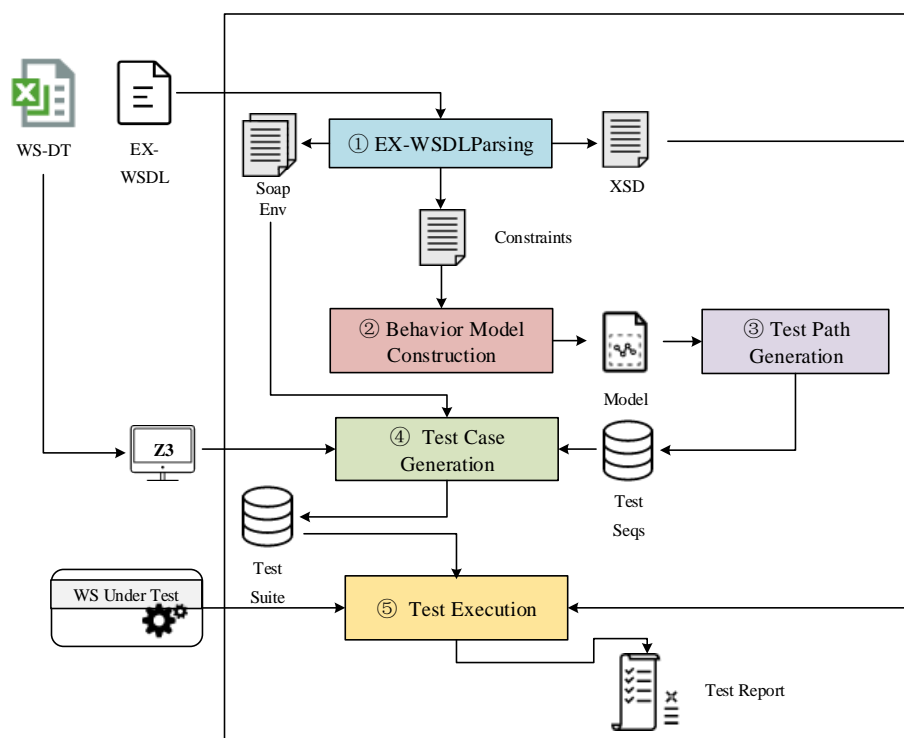 WS-DT
EX-
WSDL
① EX-WSDLParsing
Soap
Env
XSD
Constraints
② Behavior Model
Construction
Model
③ Test Path
Generation
Z3
④ Test Case
Generation
Test
Seqs
Test
Suite
WS Under Test
⑤ Test Execution
Test Report